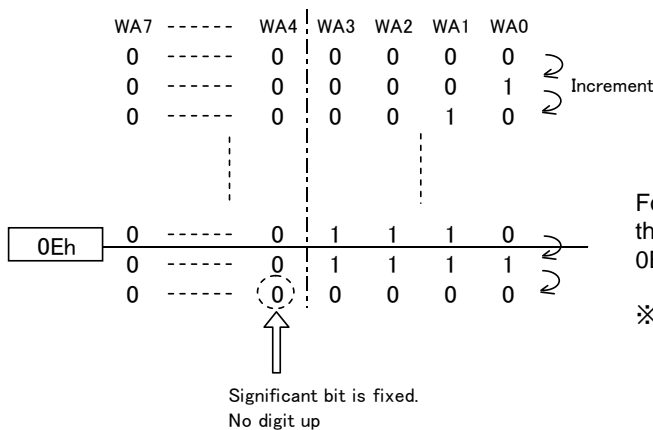 WA7 ------ WA4 WA3 WA2 WA1 WA0
0 ------ 0 0 0 0 0
0 ------ 0 0 0 0 1
Increment
0 ------ 0 0 0 1 0
0 ------ 0 1 1 1 0
0Eh
0 ------ 0 1 1 1 1
0 ------ 0 0 0 0 0
※
Significant bit is fixed.
No digit up